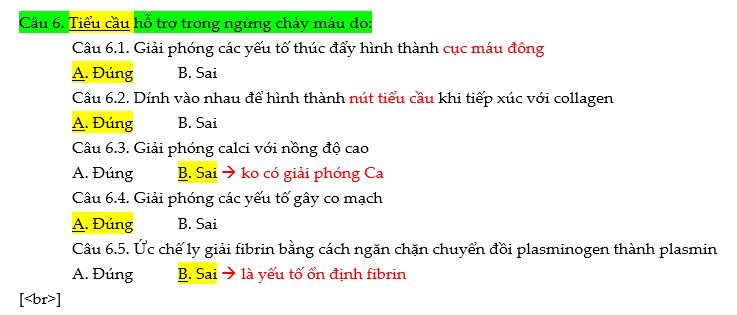 Câu 6. Tiểu cầu hỗ trợ trong ngừng chảy máu do:
Câu 6.1. Giải phóng các yếu tố thúc đẩy hình thành cục máu đông
A. Đúng B. Sai
Câu 6.2. Dính vào nhau để hình thành nút tiểu cầu khi tiếp xúc với collagen
A. Đúng B. Sai
Câu 6.3. Giải phóng calci với nồng độ cao
A. Đúng B. Sai → ko có giải phóng Ca
Câu 6.4. Giải phóng các yếu tố gây co mạch
A. Đúng B. Sai
Câu 6.5. Ức chế ly giải fibrin bằng cách ngăn chặn chuyển đồi plasminogen thành plasmin
A. Đúng B. Sai → là yếu tố ổn định fibrin
[<br>]